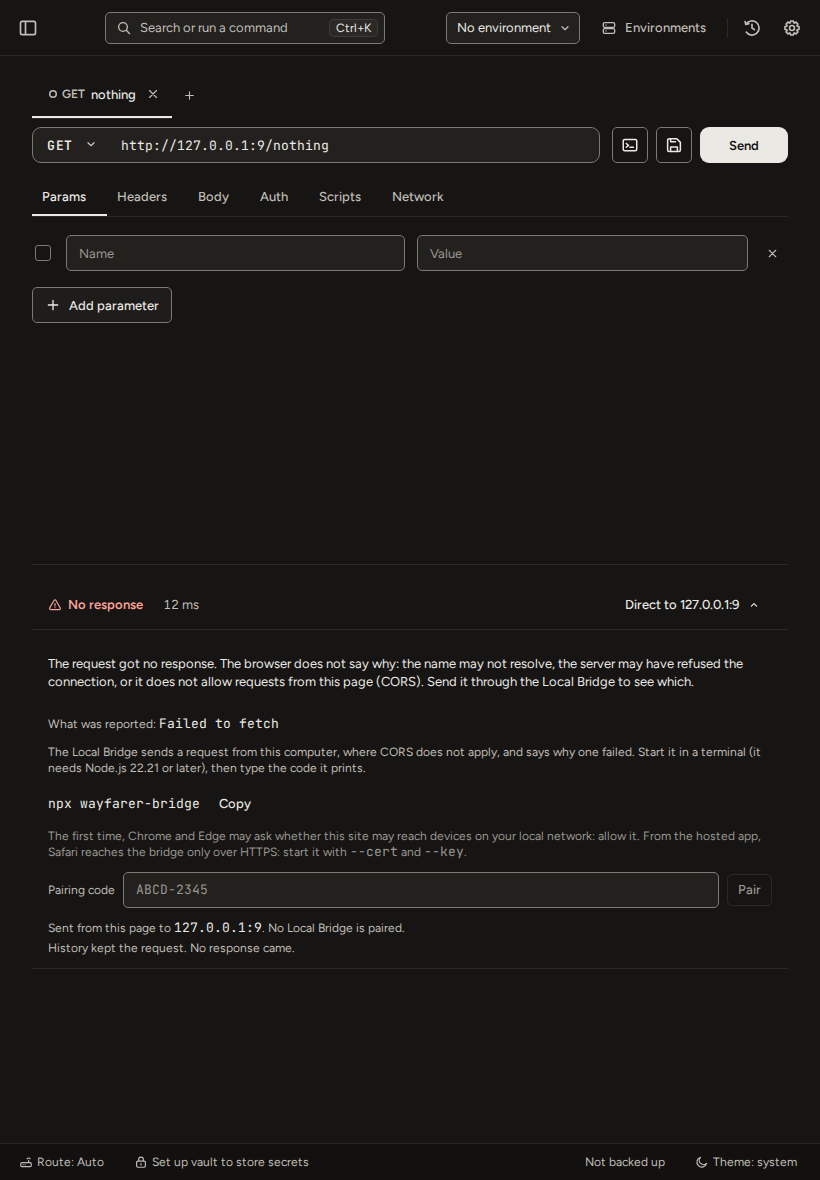 Search or run a command Ctrl+K No environment Environments
GET nothing
GET http://127.0.0.1:9/nothing Send
Params Headers Body Auth Scripts Network
Name Value
Add parameter
No response 12 ms Direct to 127.0.0.1:9
The request got no response. The browser does not say why: the name may not resolve, the server may have refused the
connection, or it does not allow requests from this page (CORS). Send it through the Local Bridge to see which.
What was reported: Failed to fetch
The Local Bridge sends a request from this computer, where CORS does not apply, and says why one failed. Start it in a terminal (it
needs Node.js 22.21 or later), then type the code it prints.
npx wayfarer-bridge Copy
The first time, Chrome and Edge may ask whether this site may reach devices on your local network: allow it. From the hosted app,
Safari reaches the bridge only over HTTPS: start it with --cert and --key.
Pairing code ABCD-2345 Pair
Sent from this page to 127.0.0.1:9. No Local Bridge is paired.
History kept the request. No response came.
Route: Auto Set up vault to store secrets Not backed up Theme: system